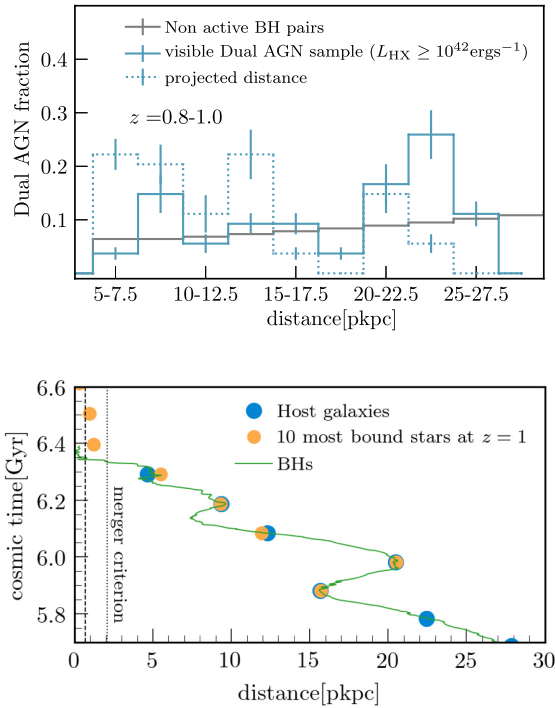 Non active BH pairs
visible Dual AGN sample (L_HX ≥ 10^42 ergs^−1)
projected distance
z =0.8-1.0
Dual AGN fraction
0.4
0.3
0.2
0.1
5-7.5 10-12.5 15-17.5 20-22.5 25-27.5
distance[pkpc]
Host galaxies
10 most bound stars at z = 1
BHs
merger criterion
cosmic time[Gyr]
6.6
6.4
6.2
6.0
5.8
0 5 10 15 20 25 30
distance[pkpc]